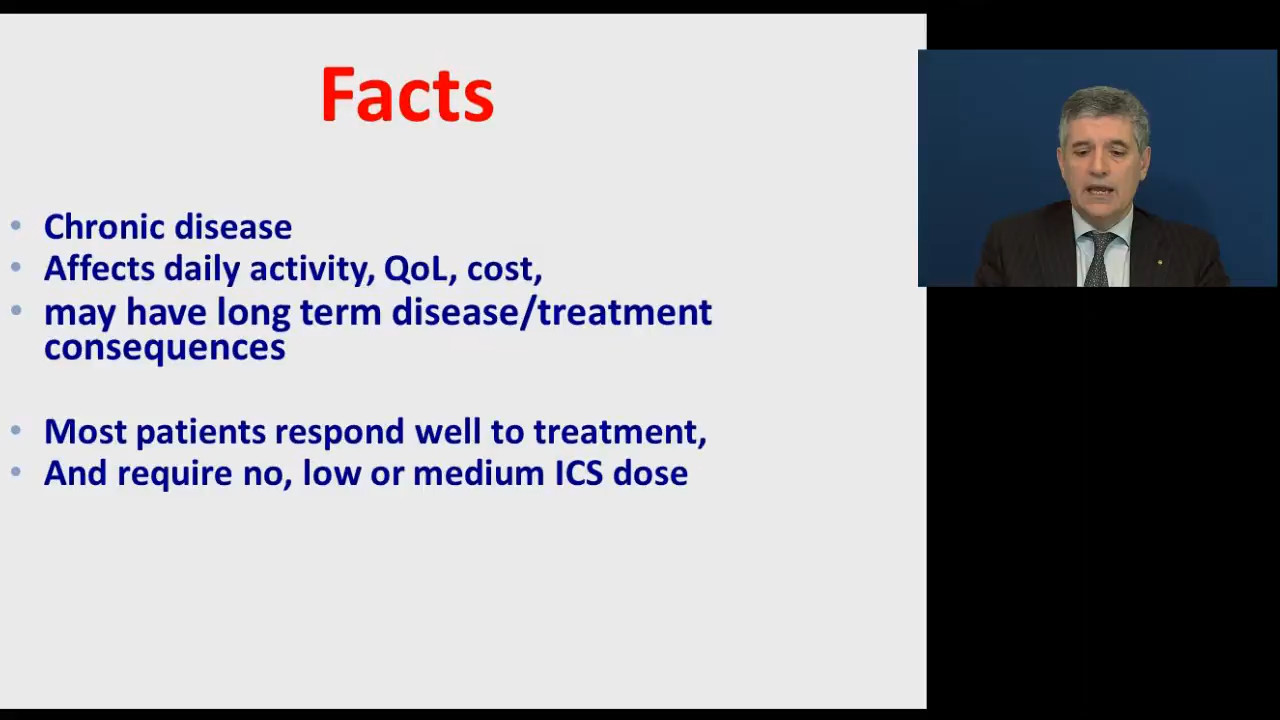 Facts
• Chronic disease
• Affects daily activity, QoL, cost,
• may have long term disease/treatment
consequences
• Most patients respond well to treatment,
• And require no, low or medium ICS dose